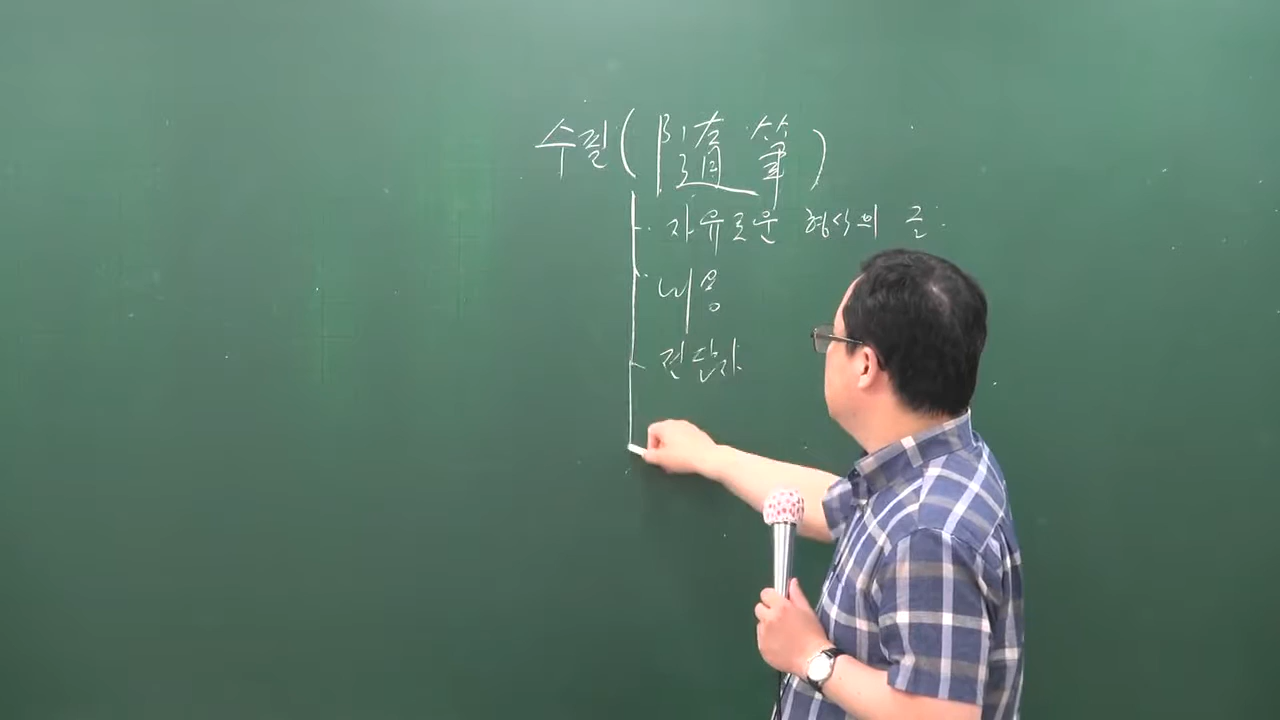 수필(隨筆)
· 자유로운 형식의 글.
· 내용
전달자